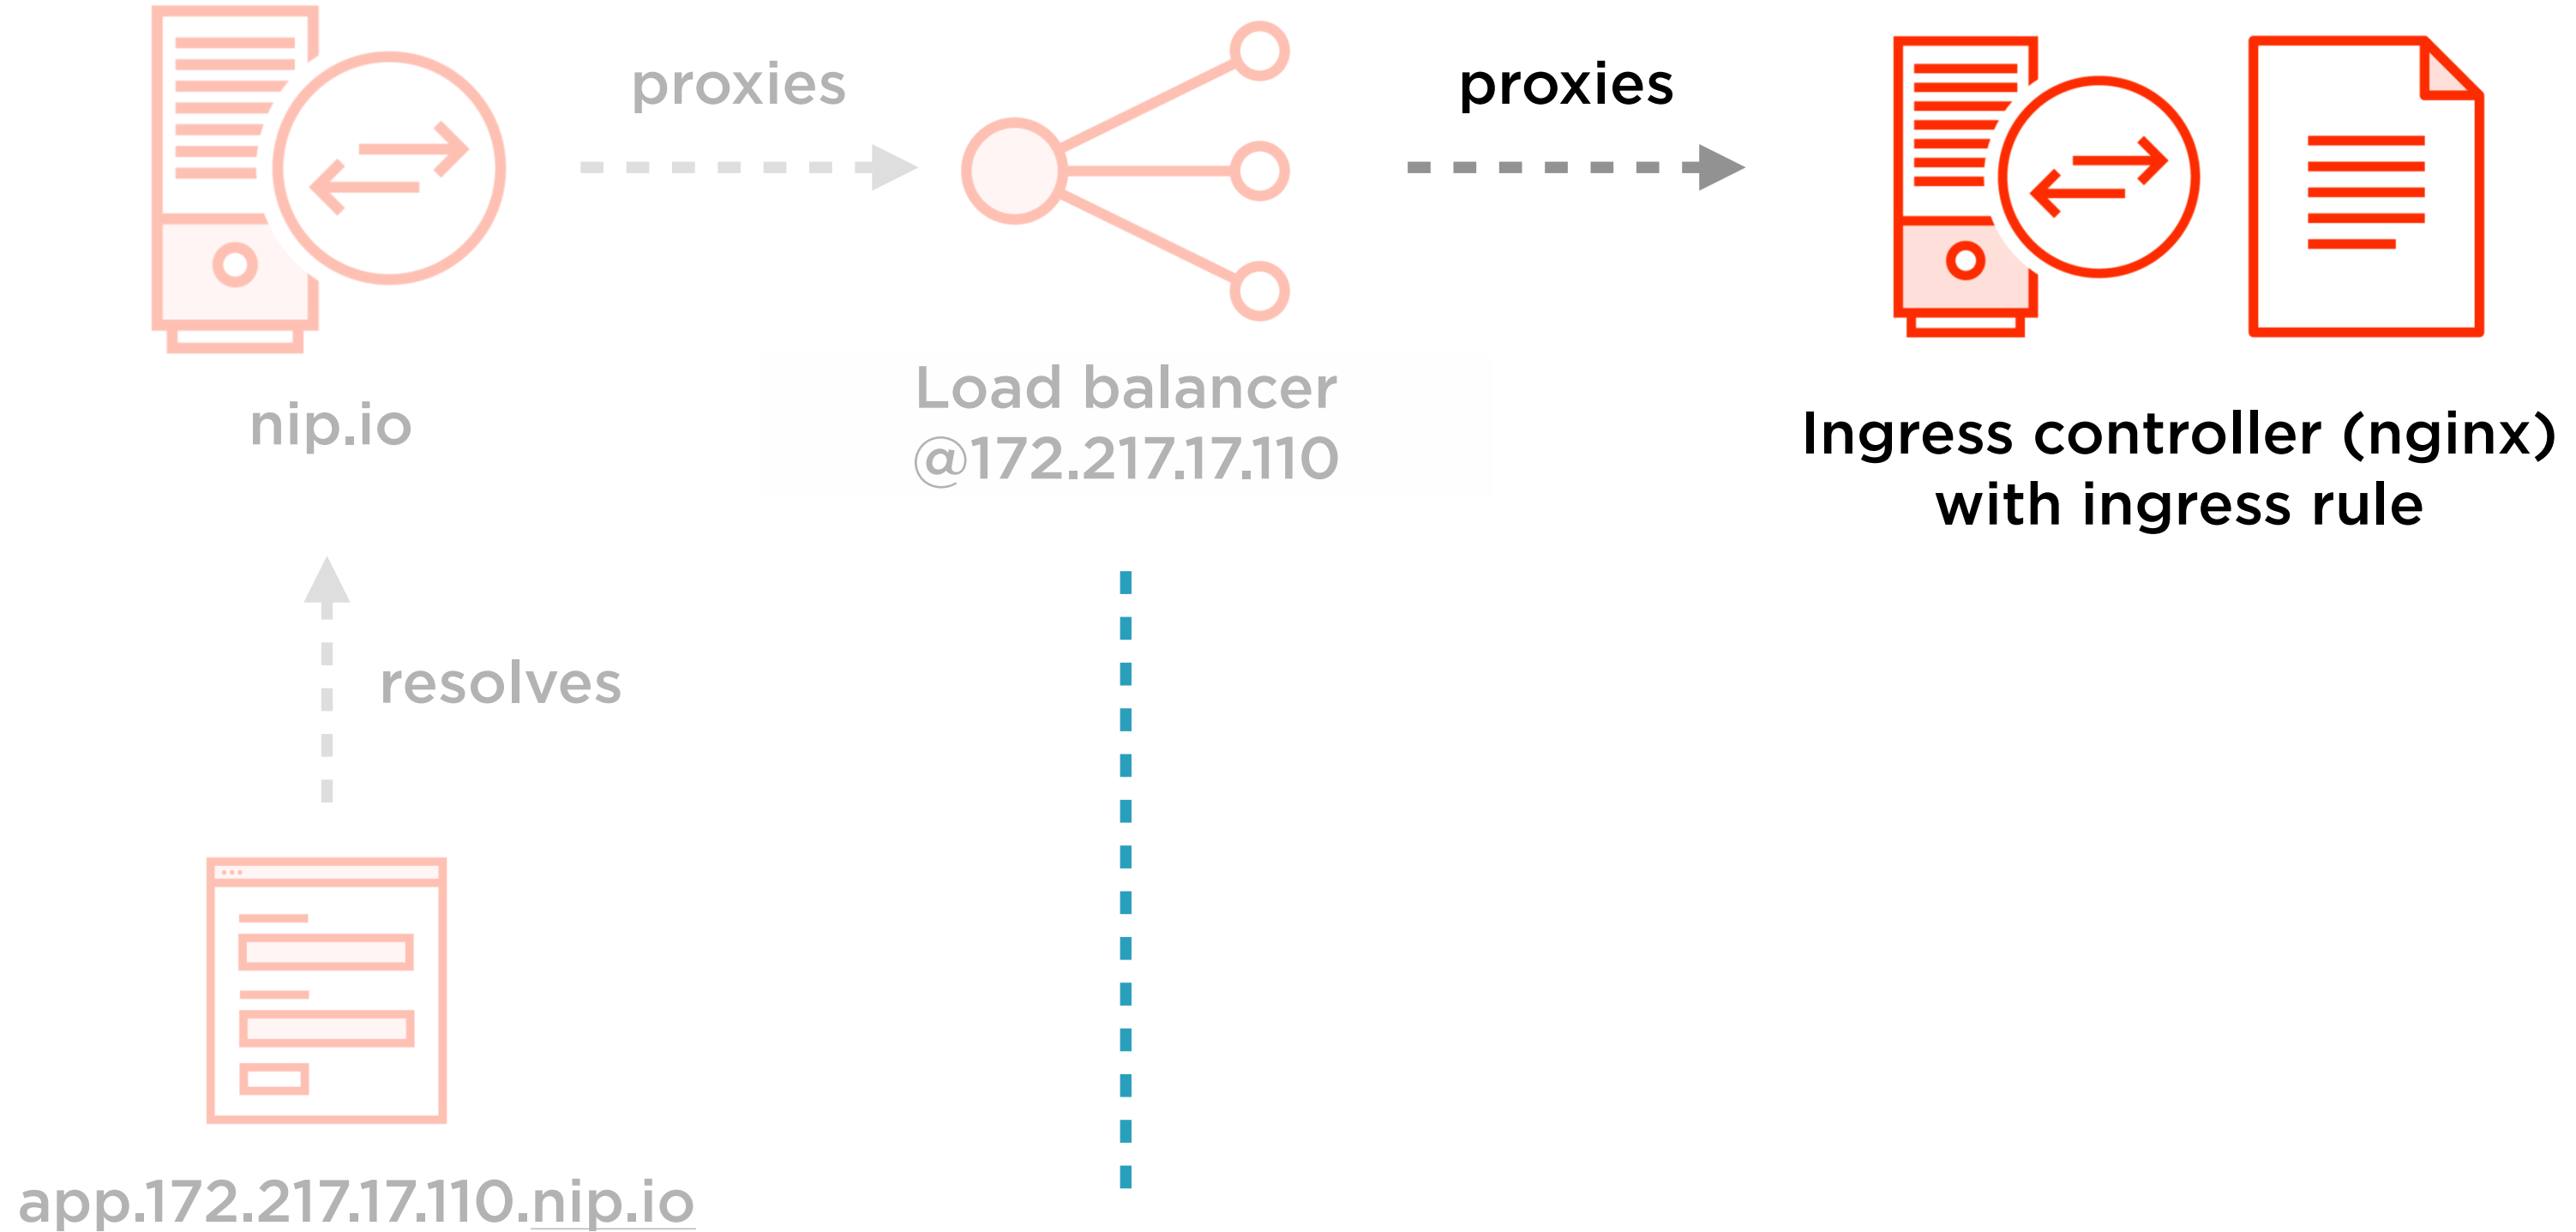 proxies
proxies
nip.io
Load balancer
@172.217.17.110
Ingress controller (nginx)
with ingress rule
resolves
app.172.217.17.110.nip.io